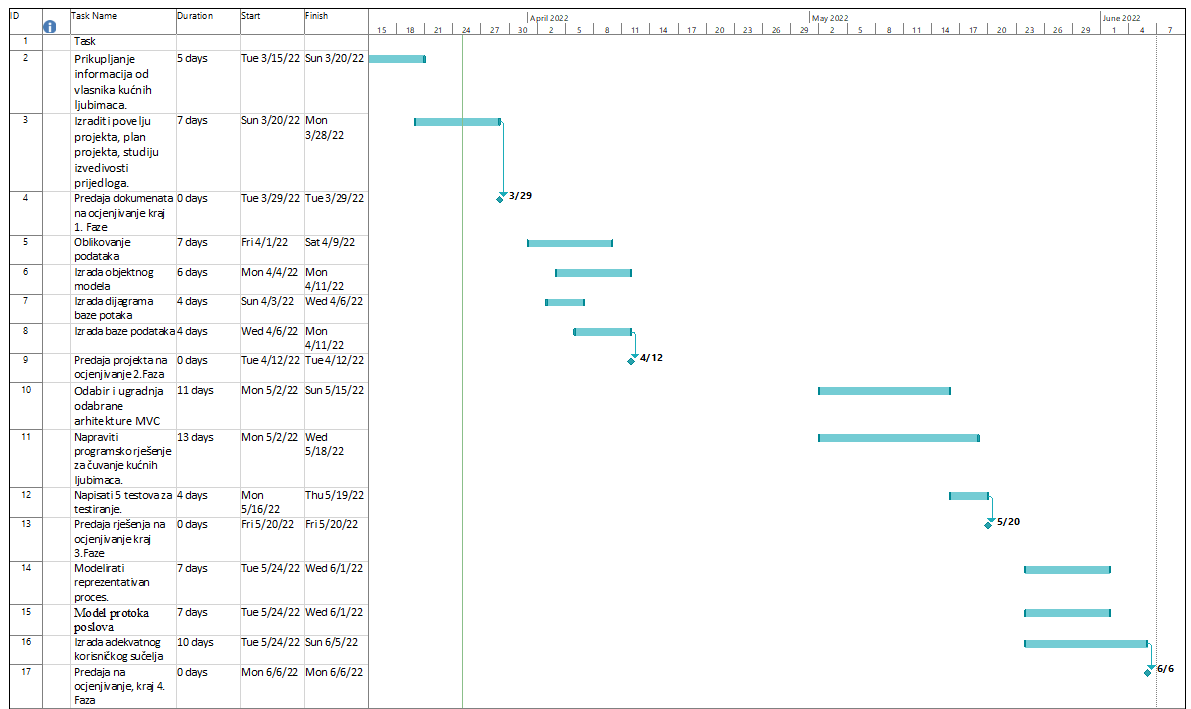 ID Task Name Duration Start Finish April 2022 May 2022 June 2022
15 18 21 24 27 30 2 5 8 11 14 17 20 23 26 29 2 5 8 11 14 17 20 23 26 29 1 4 7
1 Task
2 Prikupljanje 5 days Tue 3/15/22 Sun 3/20/22
informacija od
vlasnika kućnih
ljubimaca.
3 Izraditi povelju 7 days Sun 3/20/22 Mon
projekta, plan 3/28/22
projekta, studiju
izvedivosti
prijedloga.
3/29
4 Predaja dokumenata 0 days Tue 3/29/22 Tue 3/29/22
na ocjenjivanje kraj
1. Faze
5 Oblikovanje 7 days Fri 4/1/22 Sat 4/9/22
podataka
6 Izrada objektnog 6 days Mon 4/4/22 Mon
modela 4/11/22
7 Izrada dijagrama 4 days Sun 4/3/22 Wed 4/6/22
baze potaka
8 Izrada baze podataka 4 days Wed 4/6/22 Mon
4/11/22
4/12
9 Predaja projekta na 0 days Tue 4/12/22 Tue 4/12/22
ocjenjivanje 2.Faza
10 Odabir i ugradnja 11 days Mon 5/2/22 Sun 5/15/22
odabrane
arhitekture MVC
11 Napraviti 13 days Mon 5/2/22 Wed
programsko rješenje 5/18/22
za čuvanje kućnih
ljubimaca.
12 Napisati 5 testova za 4 days Mon Thu 5/19/22
testiranje. 5/16/22
5/20
13 Predaja rješenja na 0 days Fri 5/20/22 Fri 5/20/22
ocjenjivanje kraj
3.Faze
14 Modelirati 7 days Tue 5/24/22 Wed 6/1/22
reprezentativan
proces.
15 Model protoka 7 days Tue 5/24/22 Wed 6/1/22
poslova
16 Izrada adekvatnog 10 days Tue 5/24/22 Sun 6/5/22
korisničkog sučelja
6/6
17 Predaja na 0 days Mon 6/6/22 Mon 6/6/22
ocjenjivanje, kraj 4.
Faza